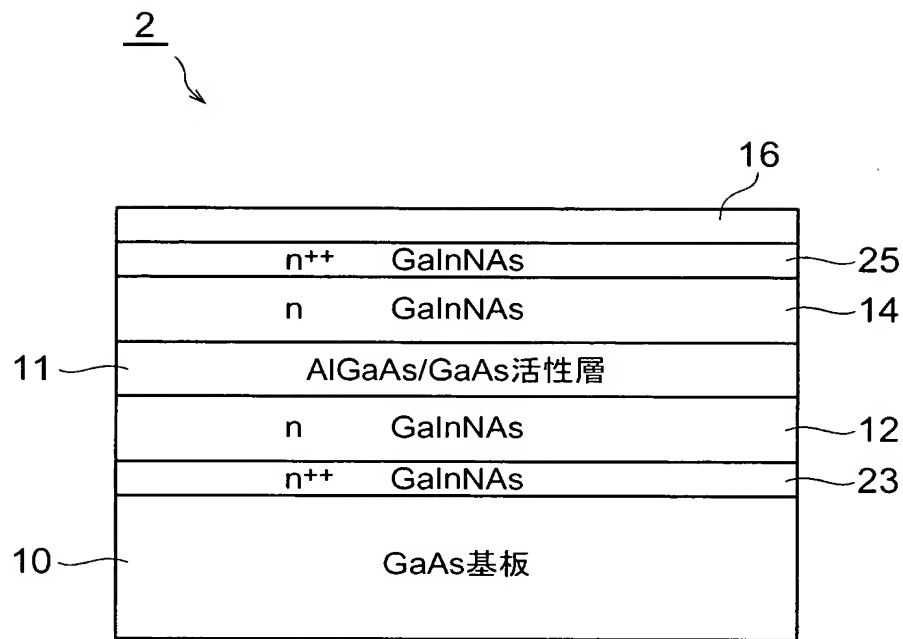 2
16
n++ GaInNAs 25
n GaInNAs 14
11 AlGaAs/GaAs活性層
n GaInNAs 12
n++ GaInNAs 23
10 GaAs基板